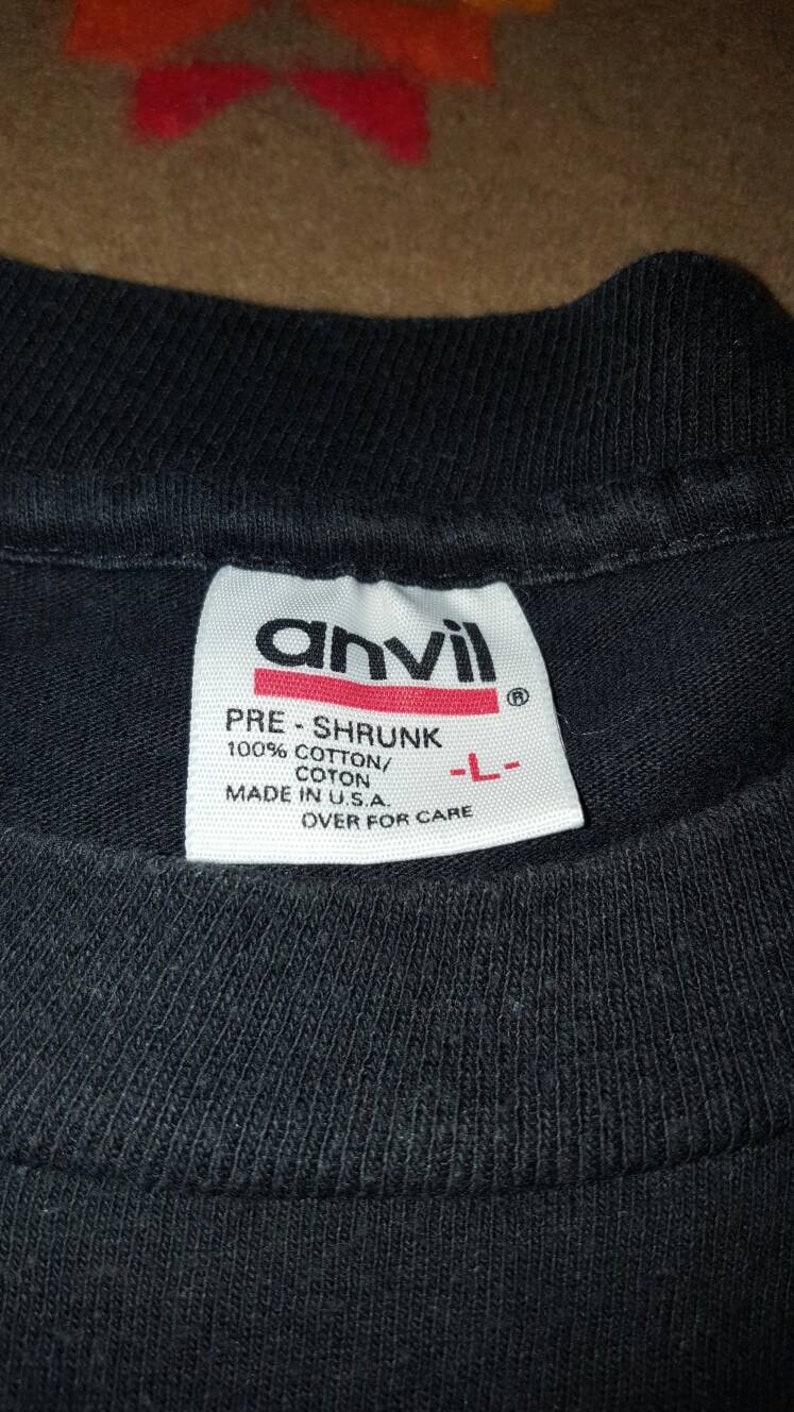 anvil
®
PRE - SHRUNK
100% COTTON/
COTON
-L-
MADE IN U.S.A.
OVER FOR CARE